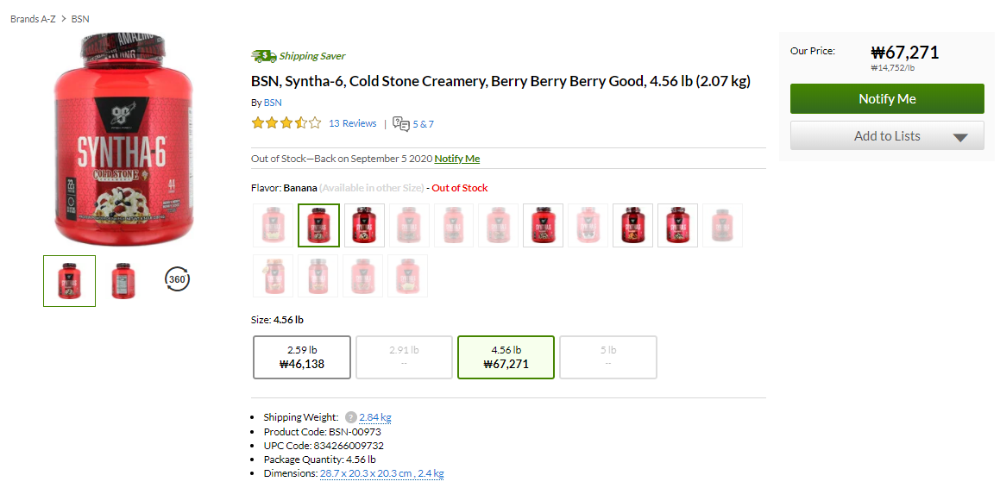 Brands A-Z > BSN
AMAZING
SYNTHA-6
COLD STONE
CREAMERY
22g
44
360
Shipping Saver
BSN, Syntha-6, Cold Stone Creamery, Berry Berry Berry Good, 4.56 lb (2.07 kg)
By BSN
13 Reviews | 5 & 7
Out of Stock—Back on September 5 2020 Notify Me
Flavor: Banana (Available in other Size) - Out of Stock
Size: 4.56 lb
2.59 lb 2.91 lb 4.56 lb 5 lb
₩46,138 -- ₩67,271 --
Shipping Weight: ? 2.84 kg
Product Code: BSN-00973
UPC Code: 834266009732
Package Quantity: 4.56 lb
Dimensions: 28.7 x 20.3 x 20.3 cm , 2.4 kg
Our Price: ₩67,271
₩14,752/lb
Notify Me
Add to Lists